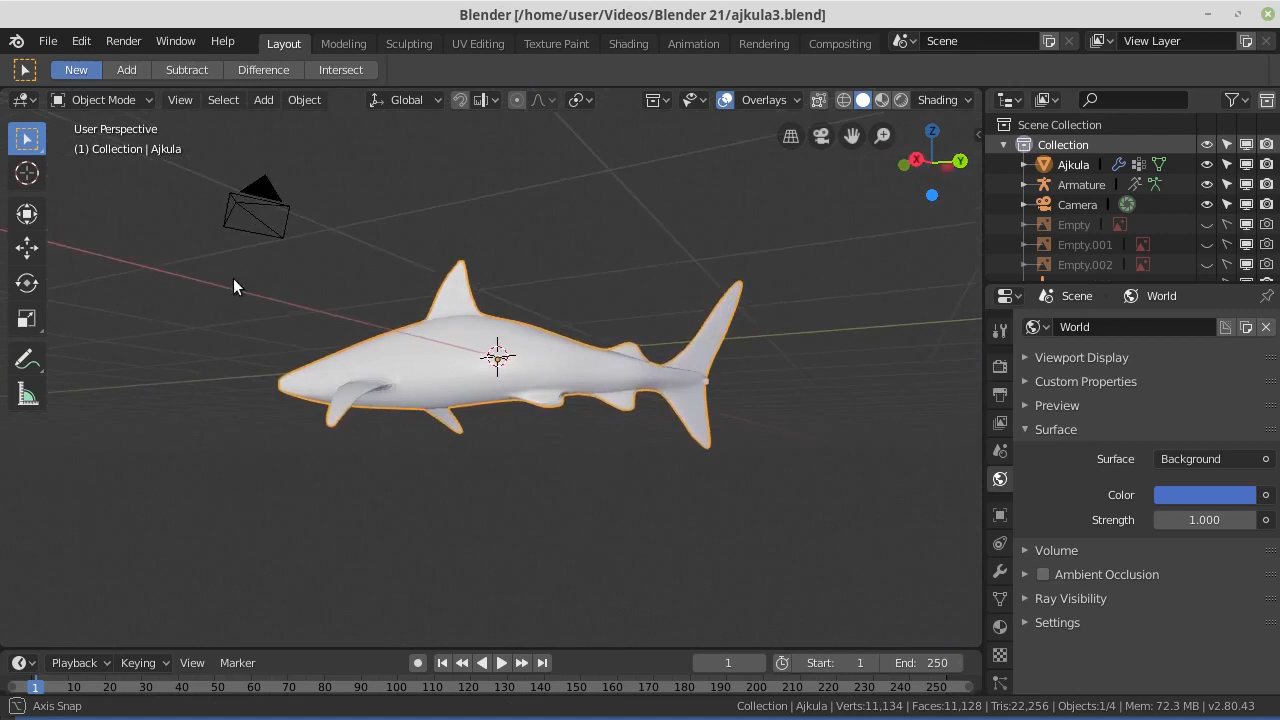 Blender [/home/user/Videos/Blender 21/ajkula3.blend]
File Edit Render Window Help Layout Modeling Sculpting UV Editing Texture Paint Shading Animation Rendering Compositing Scene View Layer
New Add Subtract Difference Intersect
Object Mode View Select Add Object Global Overlays Shading
User Perspective
(1) Collection | Ajkula
Z
X
Y
Scene Collection
Collection
Ajkula
Armature
Camera
Empty
Empty.001
Empty.002
Scene World
World
Viewport Display
Custom Properties
Preview
Surface
Surface Background
Color
Strength 1.000
Volume
Ambient Occlusion
Ray Visibility
Settings
Playback Keying View Marker 1 Start: 1 End: 250
1 10 20 30 40 50 60 70 80 90 100 110 120 130 140 150 160 170 180 190 200 210 220 230 240 250
Axis Snap
Collection | Ajkula | Verts:11,134 | Faces:11,128 | Tris:22,256 | Objects:1/4 | Mem: 72.3 MB | v2.80.43